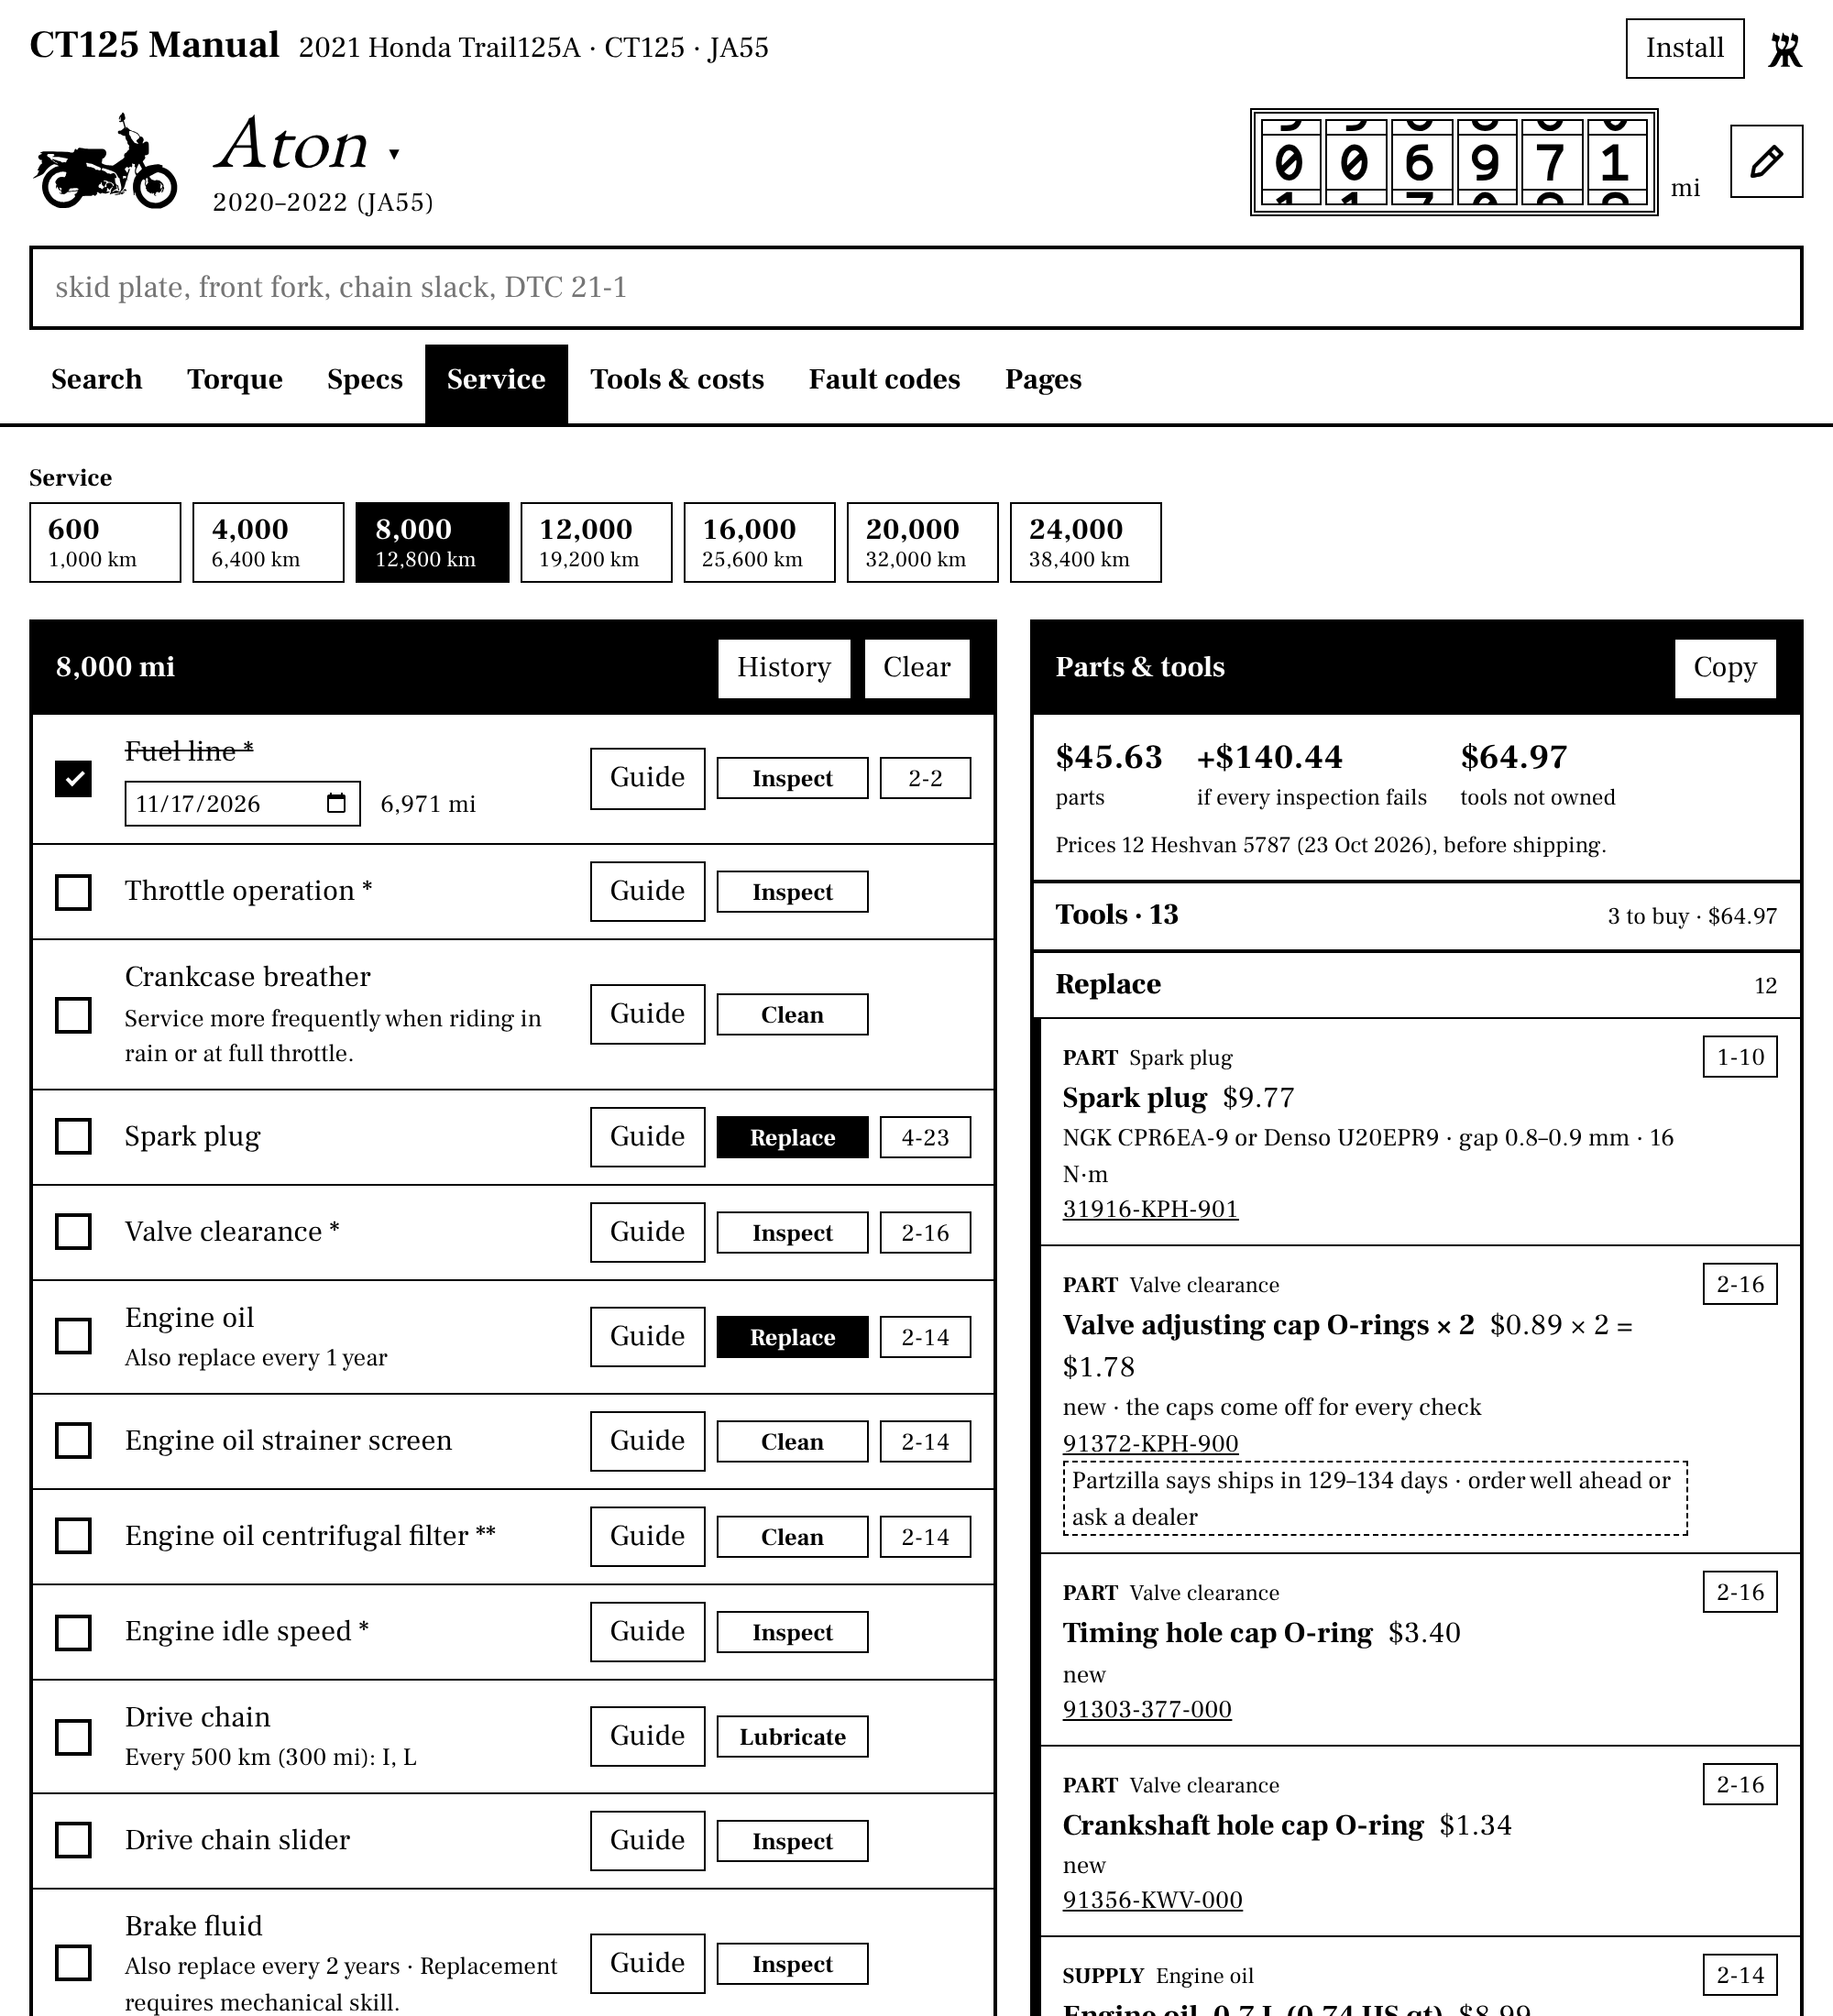 CT125 Manual 2021 Honda Trail125A · CT125 · JA55
Install
Aton ▾
2020–2022 (JA55)
006971 mi
skid plate, front fork, chain slack, DTC 21-1
Search Torque Specs Service Tools & costs Fault codes Pages
Service
600
1,000 km
4,000
6,400 km
8,000
12,800 km
12,000
19,200 km
16,000
25,600 km
20,000
32,000 km
24,000
38,400 km
8,000 mi History Clear
Fuel line * Guide Inspect 2-2
11/17/2026 6,971 mi
Throttle operation * Guide Inspect
Crankcase breather Guide Clean
Service more frequently when riding in
rain or at full throttle.
Spark plug Guide Replace 4-23
Valve clearance * Guide Inspect 2-16
Engine oil Guide Replace 2-14
Also replace every 1 year
Engine oil strainer screen Guide Clean 2-14
Engine oil centrifugal filter ** Guide Clean 2-14
Engine idle speed * Guide Inspect
Drive chain Guide Lubricate
Every 500 km (300 mi): I, L
Drive chain slider Guide Inspect
Brake fluid Guide Inspect
Also replace every 2 years · Replacement
requires mechanical skill.
Parts & tools Copy
$45.63 +$140.44 $64.97
parts if every inspection fails tools not owned
Prices 12 Heshvan 5787 (23 Oct 2026), before shipping.
Tools · 13 3 to buy · $64.97
Replace 12
PART Spark plug 1-10
Spark plug $9.77
NGK CPR6EA-9 or Denso U20EPR9 · gap 0.8–0.9 mm · 16
N·m
31916-KPH-901
PART Valve clearance 2-16
Valve adjusting cap O-rings × 2 $0.89 × 2 =
$1.78
new · the caps come off for every check
91372-KPH-900
Partzilla says ships in 129–134 days · order well ahead or
ask a dealer
PART Valve clearance 2-16
Timing hole cap O-ring $3.40
new
91303-377-000
PART Valve clearance 2-16
Crankshaft hole cap O-ring $1.34
new
91356-KWV-000
SUPPLY Engine oil 2-14
Engine oil, 0.7 L (0.74 US qt) $8.99